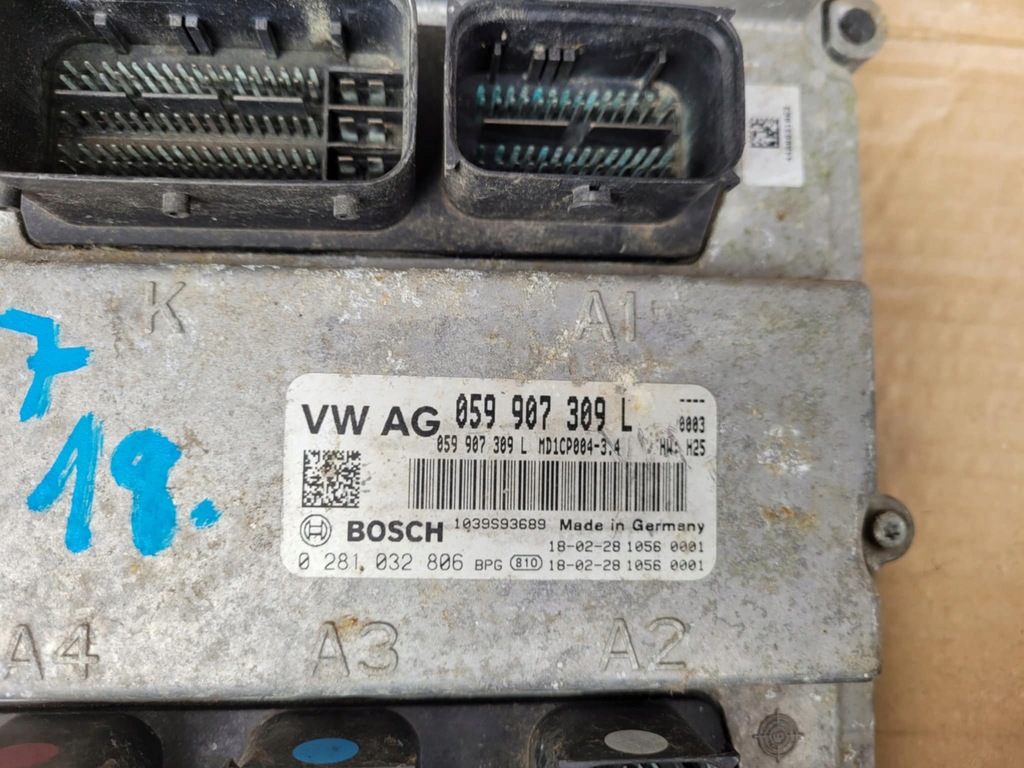 K A1
7
18.
VW AG 059 907 309 L ----
0003
059 907 309 L MD1CP004-3.4 HW: H25
BOSCH 1039S93689 Made in Germany
18-02-28 1056 0001
0 281 032 806 BPG 810 18-02-28 1056 0001
A4 A3 A2